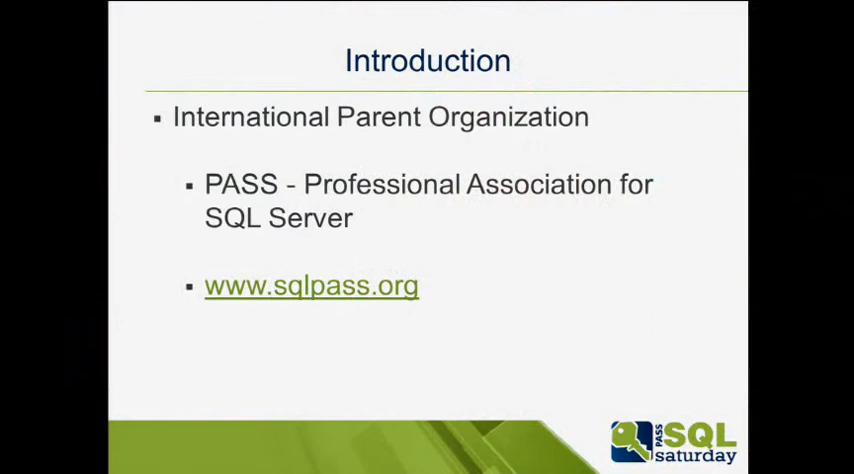 Introduction
▪ International Parent Organization
▪ PASS - Professional Association for
SQL Server
▪ www.sqlpass.org
PASS SQL
saturday